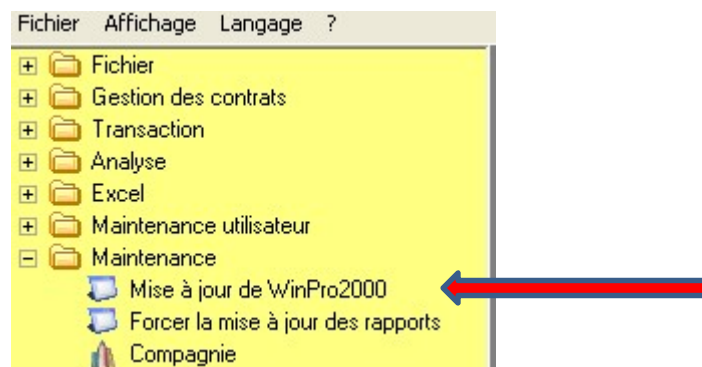 Fichier Affichage Langage ?
Fichier
Gestion des contrats
Transaction
Analyse
Excel
Maintenance utilisateur
Maintenance
Mise à jour de WinPro2000
Forcer la mise à jour des rapports
Compagnie